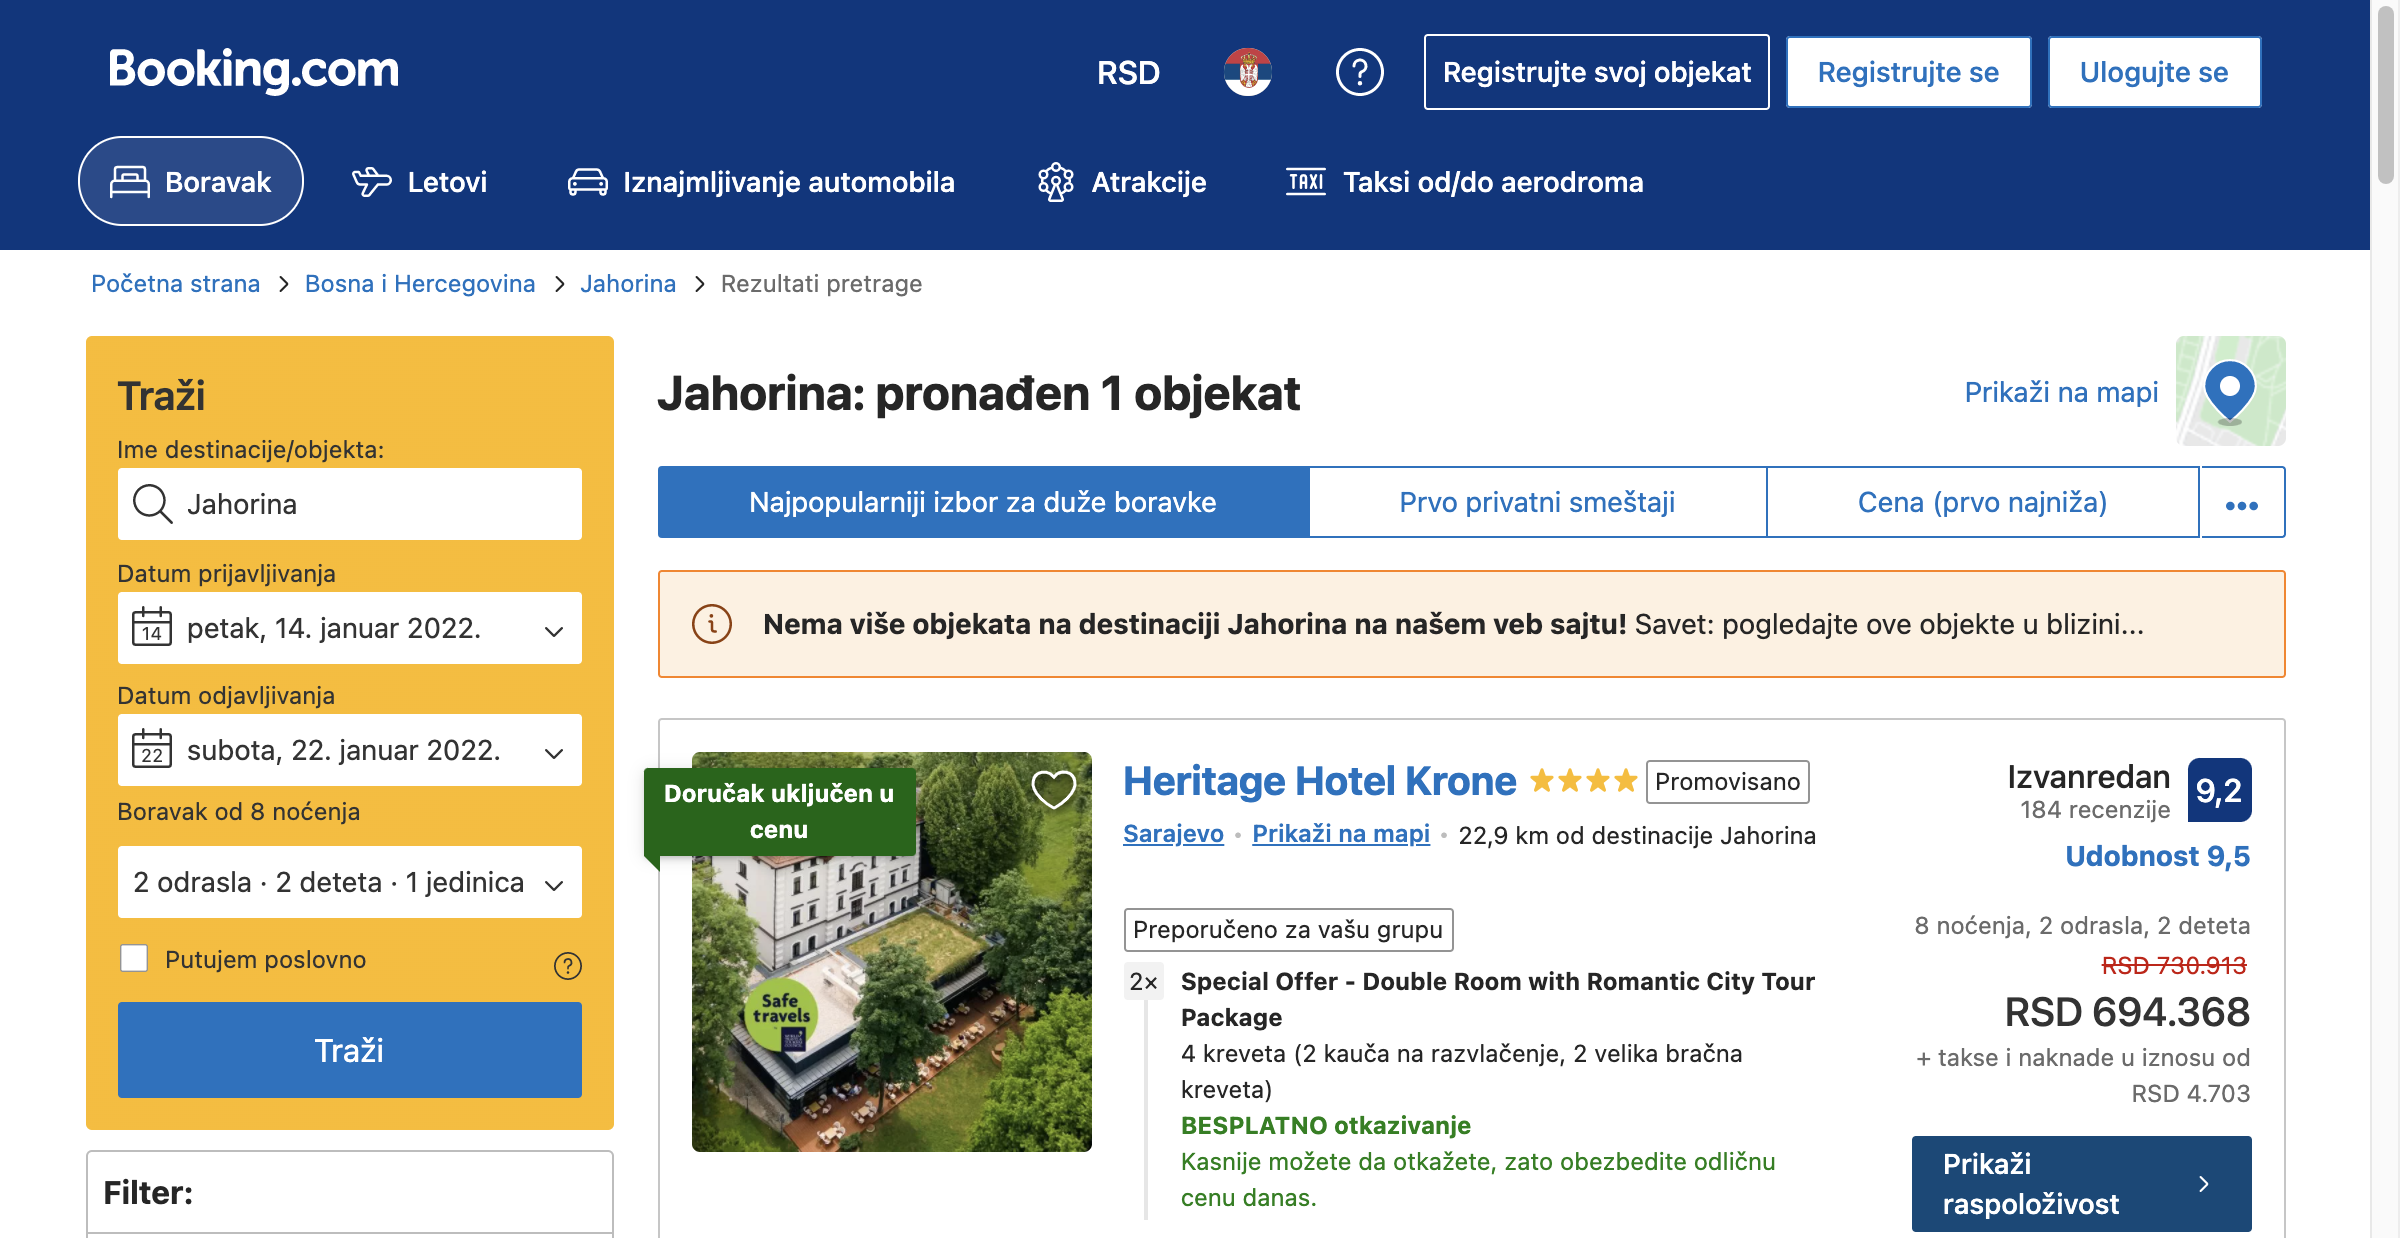 Booking.com
RSD
?
Registrujte svoj objekat
Registrujte se
Ulogujte se
Boravak
Letovi
Iznajmljivanje automobila
Atrakcije
TAXI
Taksi od/do aerodroma
Početna strana > Bosna i Hercegovina > Jahorina > Rezultati pretrage
Traži
Ime destinacije/objekta:
Jahorina
Datum prijavljivanja
14
petak, 14. januar 2022.
Datum odjavljivanja
22
subota, 22. januar 2022.
Boravak od 8 noćenja
2 odrasla · 2 deteta · 1 jedinica
Putujem poslovno
?
Traži
Filter:
Jahorina: pronađen 1 objekat
Prikaži na mapi
Najpopularniji izbor za duže boravke
Prvo privatni smeštaji
Cena (prvo najniža)
•••
Nema više objekata na destinaciji Jahorina na našem veb sajtu! Savet: pogledajte ove objekte u blizini...
Doručak uključen u
cenu
Safe
travels
Heritage Hotel Krone
Promovisano
Sarajevo • Prikaži na mapi • 22,9 km od destinacije Jahorina
Preporučeno za vašu grupu
2×
Special Offer - Double Room with Romantic City Tour
Package
4 kreveta (2 kauča na razvlačenje, 2 velika bračna
kreveta)
BESPLATNO otkazivanje
Kasnije možete da otkažete, zato obezbedite odličnu
cenu danas.
Izvanredan
184 recenzije
9,2
Udobnost 9,5
8 noćenja, 2 odrasla, 2 deteta
RSD 730.913
RSD 694.368
+ takse i naknade u iznosu od
RSD 4.703
Prikaži
raspoloživost